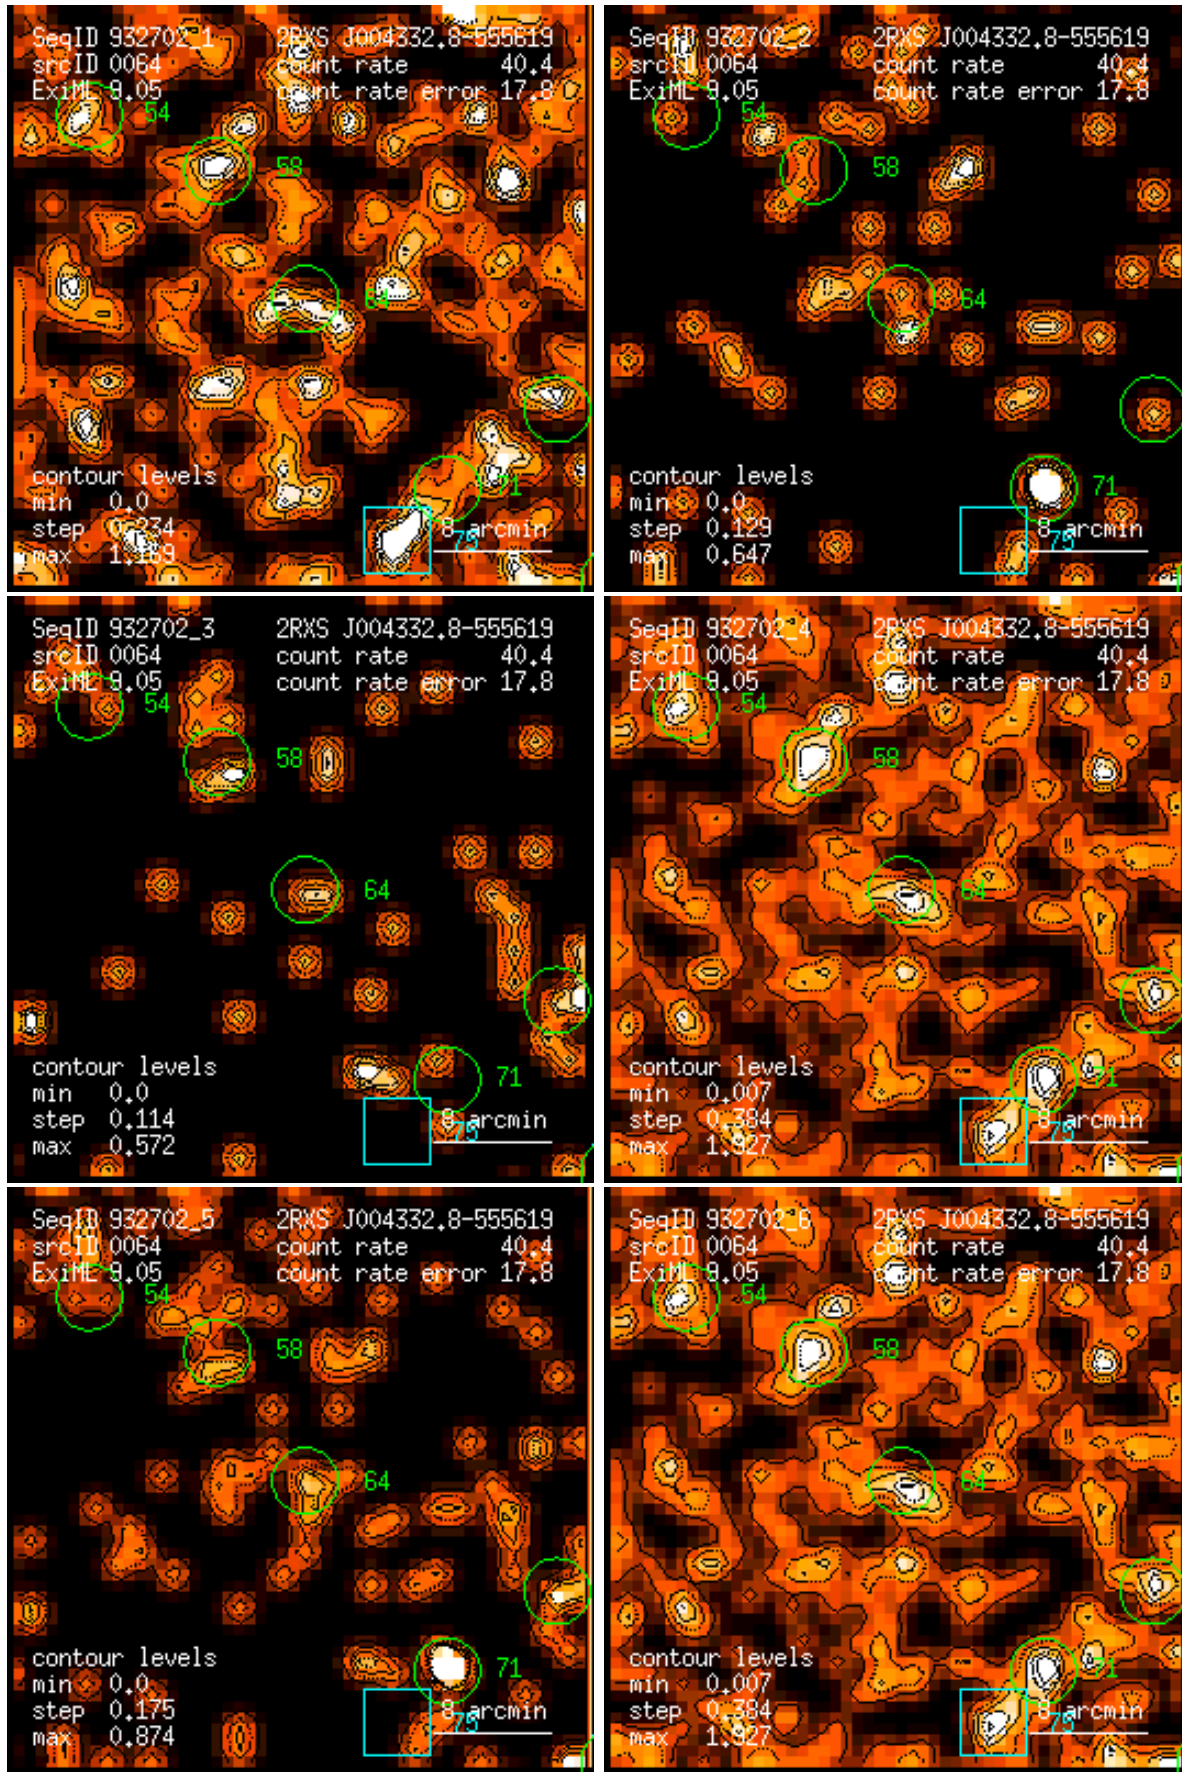 SeqID 932702_1 2RXS J004332.8-555619
srcID 0064 count rate 40.4
ExiML 9.05 count rate error 17.8
54
58
64
contour levels
min 0.0 71
step 0.234 8 arcmin
75
max 1.169
SeqID 932702_2 2RXS J004332.8-555619
srcID 0064 count rate 40.4
ExiML 9.05 count rate error 17.8
54
58
64
contour levels
min 0.0 71
step 0.129 8 arcmin
75
max 0.647
SeqID 932702_3 2RXS J004332.8-555619
srcID 0064 count rate 40.4
ExiML 9.05 count rate error 17.8
54
58
64
contour levels
min 0.0 71
step 0.114 8 arcmin
75
max 0.572
SeqID 932702_4 2RXS J004332.8-555619
srcID 0064 count rate 40.4
ExiML 9.05 count rate error 17.8
54
58
64
contour levels
min 0.007 71
step 0.384 8 arcmin
75
max 1.927
SeqID 932702_5 2RXS J004332.8-555619
srcID 0064 count rate 40.4
ExiML 9.05 count rate error 17.8
54
58
64
contour levels
min 0.0 71
step 0.175 8 arcmin
75
max 0.874
SeqID 932702_6 2RXS J004332.8-555619
srcID 0064 count rate 40.4
ExiML 9.05 count rate error 17.8
54
58
64
contour levels
min 0.007 71
step 0.384 8 arcmin
75
max 1.927